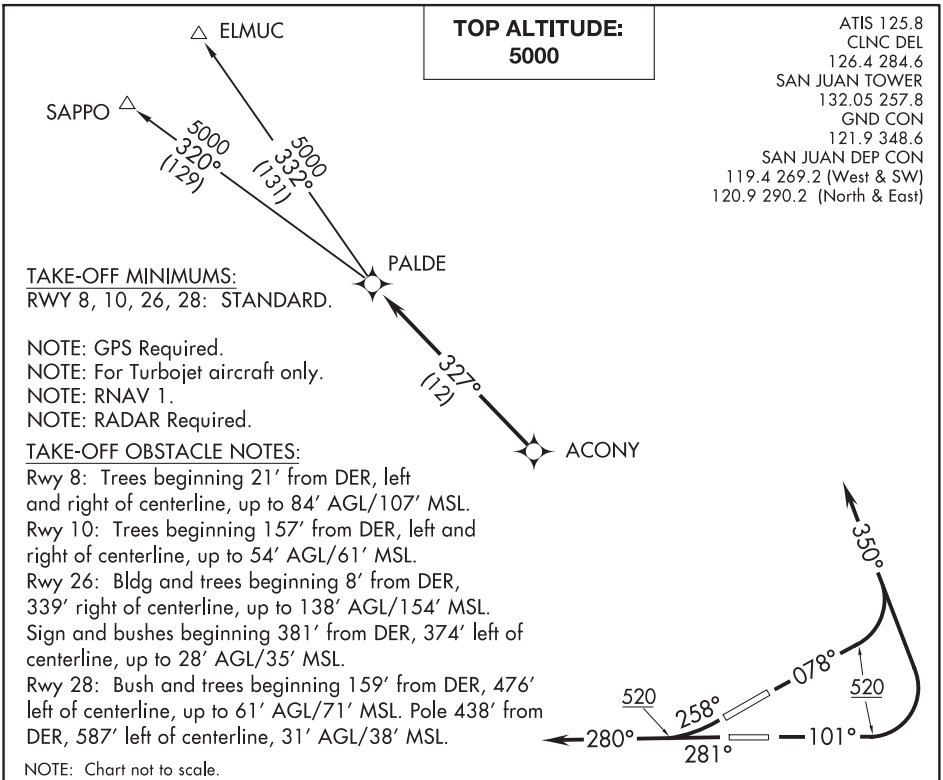 TOP ALTITUDE:
5000
ATIS 125.8
CLNC DEL
126.4 284.6
SAN JUAN TOWER
132.05 257.8
GND CON
121.9 348.6
SAN JUAN DEP CON
119.4 269.2 (West & SW)
120.9 290.2 (North & East)
ELMUC
SAPPO
5000
320°
(129)
5000
332°
(131)
PALDE
327°
(12)
ACONY
TAKE-OFF MINIMUMS:
RWY 8, 10, 26, 28: STANDARD.
NOTE: GPS Required.
NOTE: For Turbojet aircraft only.
NOTE: RNAV 1.
NOTE: RADAR Required.
TAKE-OFF OBSTACLE NOTES:
Rwy 8: Trees beginning 21' from DER, left
and right of centerline, up to 84' AGL/107' MSL.
Rwy 10: Trees beginning 157' from DER, left and
right of centerline, up to 54' AGL/61' MSL.
Rwy 26: Bldg and trees beginning 8' from DER,
339' right of centerline, up to 138' AGL/154' MSL.
Sign and bushes beginning 381' from DER, 374' left of
centerline, up to 28' AGL/35' MSL.
Rwy 28: Bush and trees beginning 159' from DER, 476'
left of centerline, up to 61' AGL/71' MSL. Pole 438' from
DER, 587' left of centerline, 31' AGL/38' MSL.
NOTE: Chart not to scale.
350°
078°
520
520
258°
280°
281°
101°